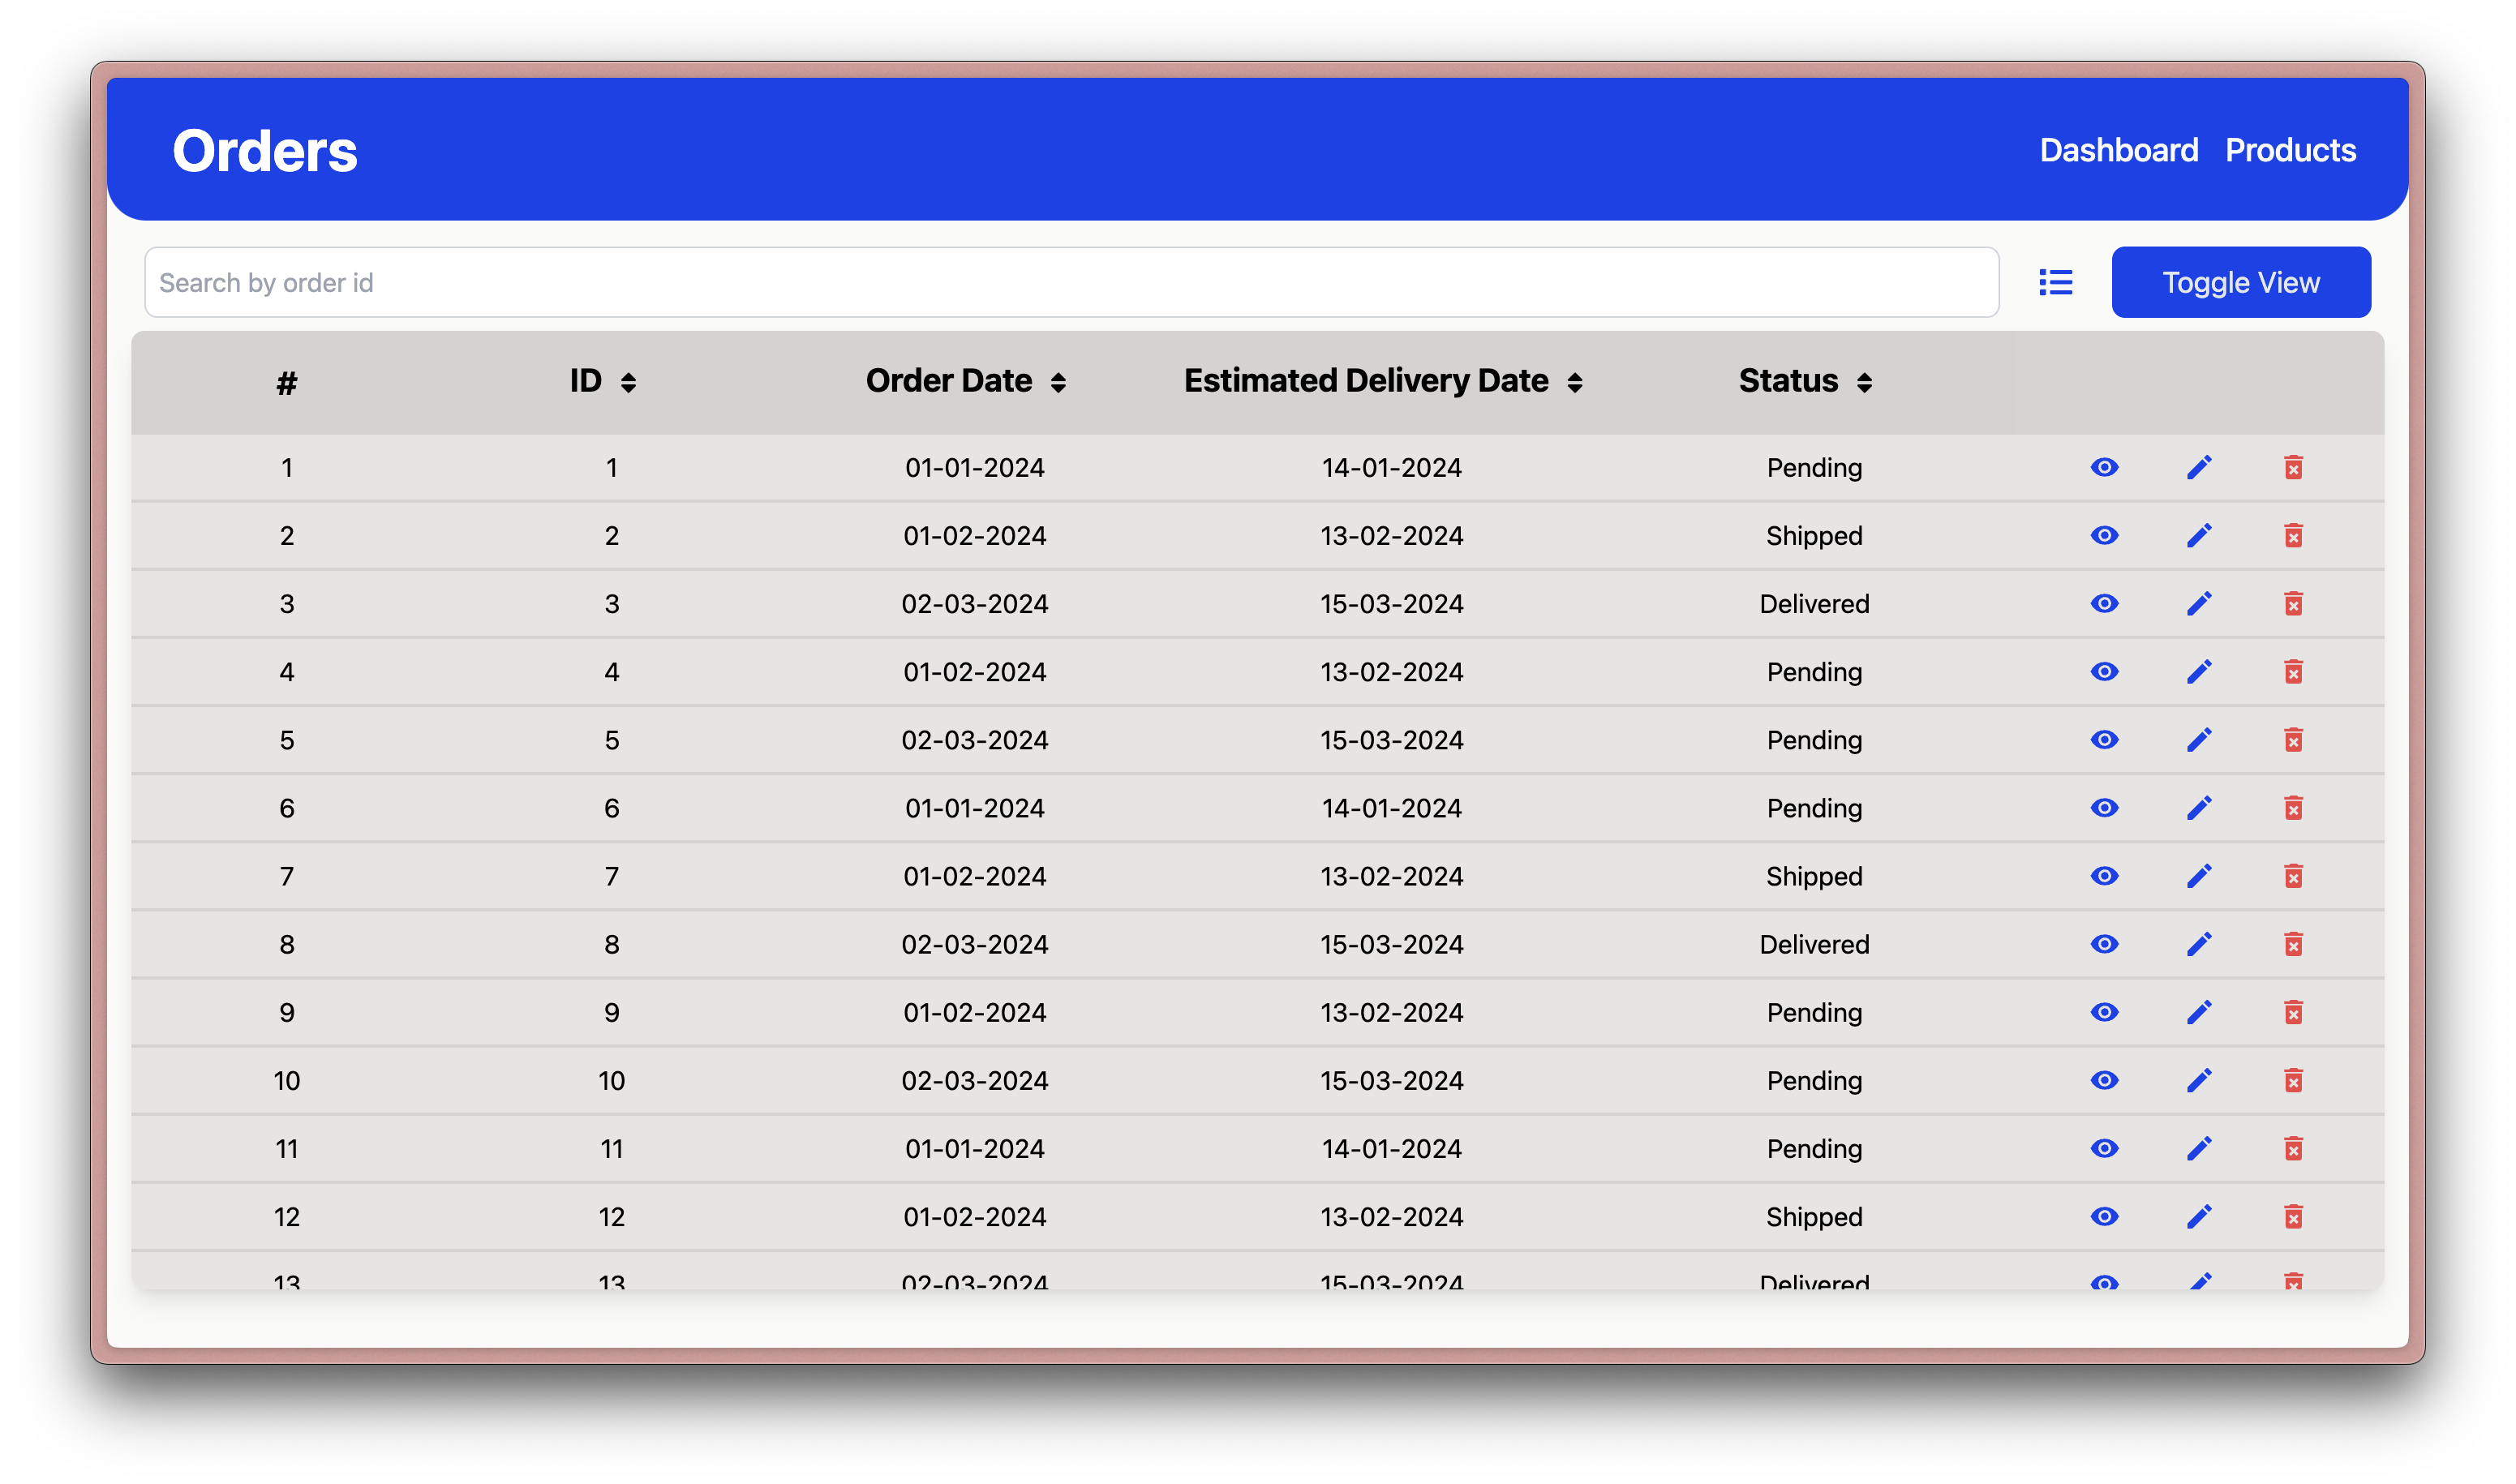 Orders Dashboard Products
Search by order id Toggle View
# ID Order Date Estimated Delivery Date Status
1 1 01-01-2024 14-01-2024 Pending
2 2 01-02-2024 13-02-2024 Shipped
3 3 02-03-2024 15-03-2024 Delivered
4 4 01-02-2024 13-02-2024 Pending
5 5 02-03-2024 15-03-2024 Pending
6 6 01-01-2024 14-01-2024 Pending
7 7 01-02-2024 13-02-2024 Shipped
8 8 02-03-2024 15-03-2024 Delivered
9 9 01-02-2024 13-02-2024 Pending
10 10 02-03-2024 15-03-2024 Pending
11 11 01-01-2024 14-01-2024 Pending
12 12 01-02-2024 13-02-2024 Shipped
13 13 02-03-2024 15-03-2024 Delivered